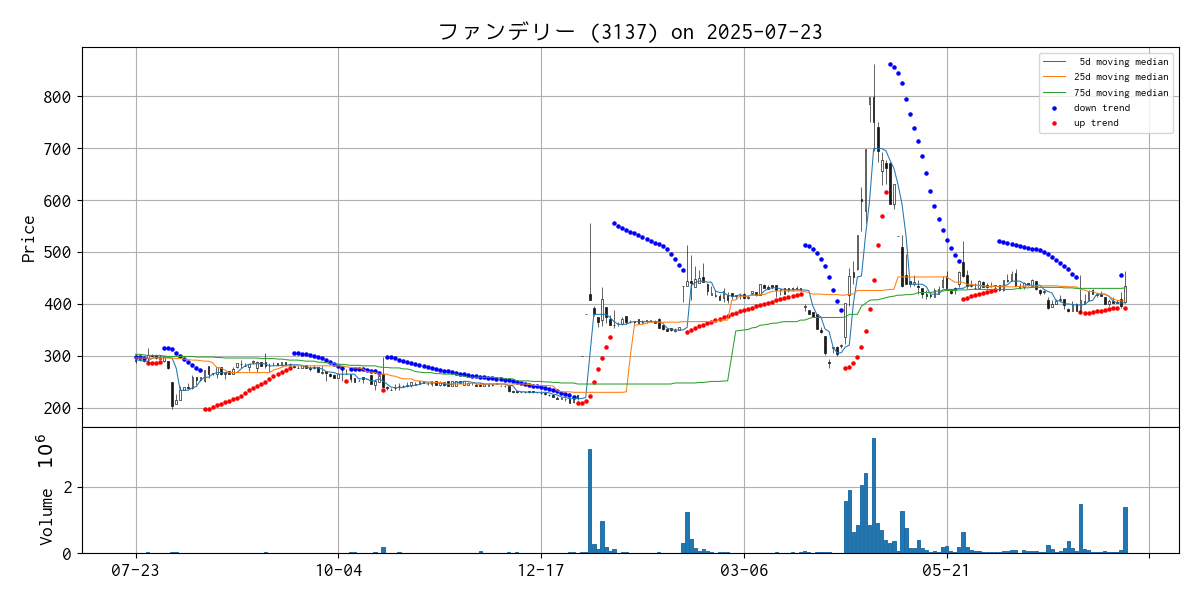 ファンデリー (3137) on 2025-07-23
5d moving median
25d moving median
75d moving median
down trend
up trend
Price
800
700
600
500
400
300
200
Volume 10^6
2
0
07-23
10-04
12-17
03-06
05-21